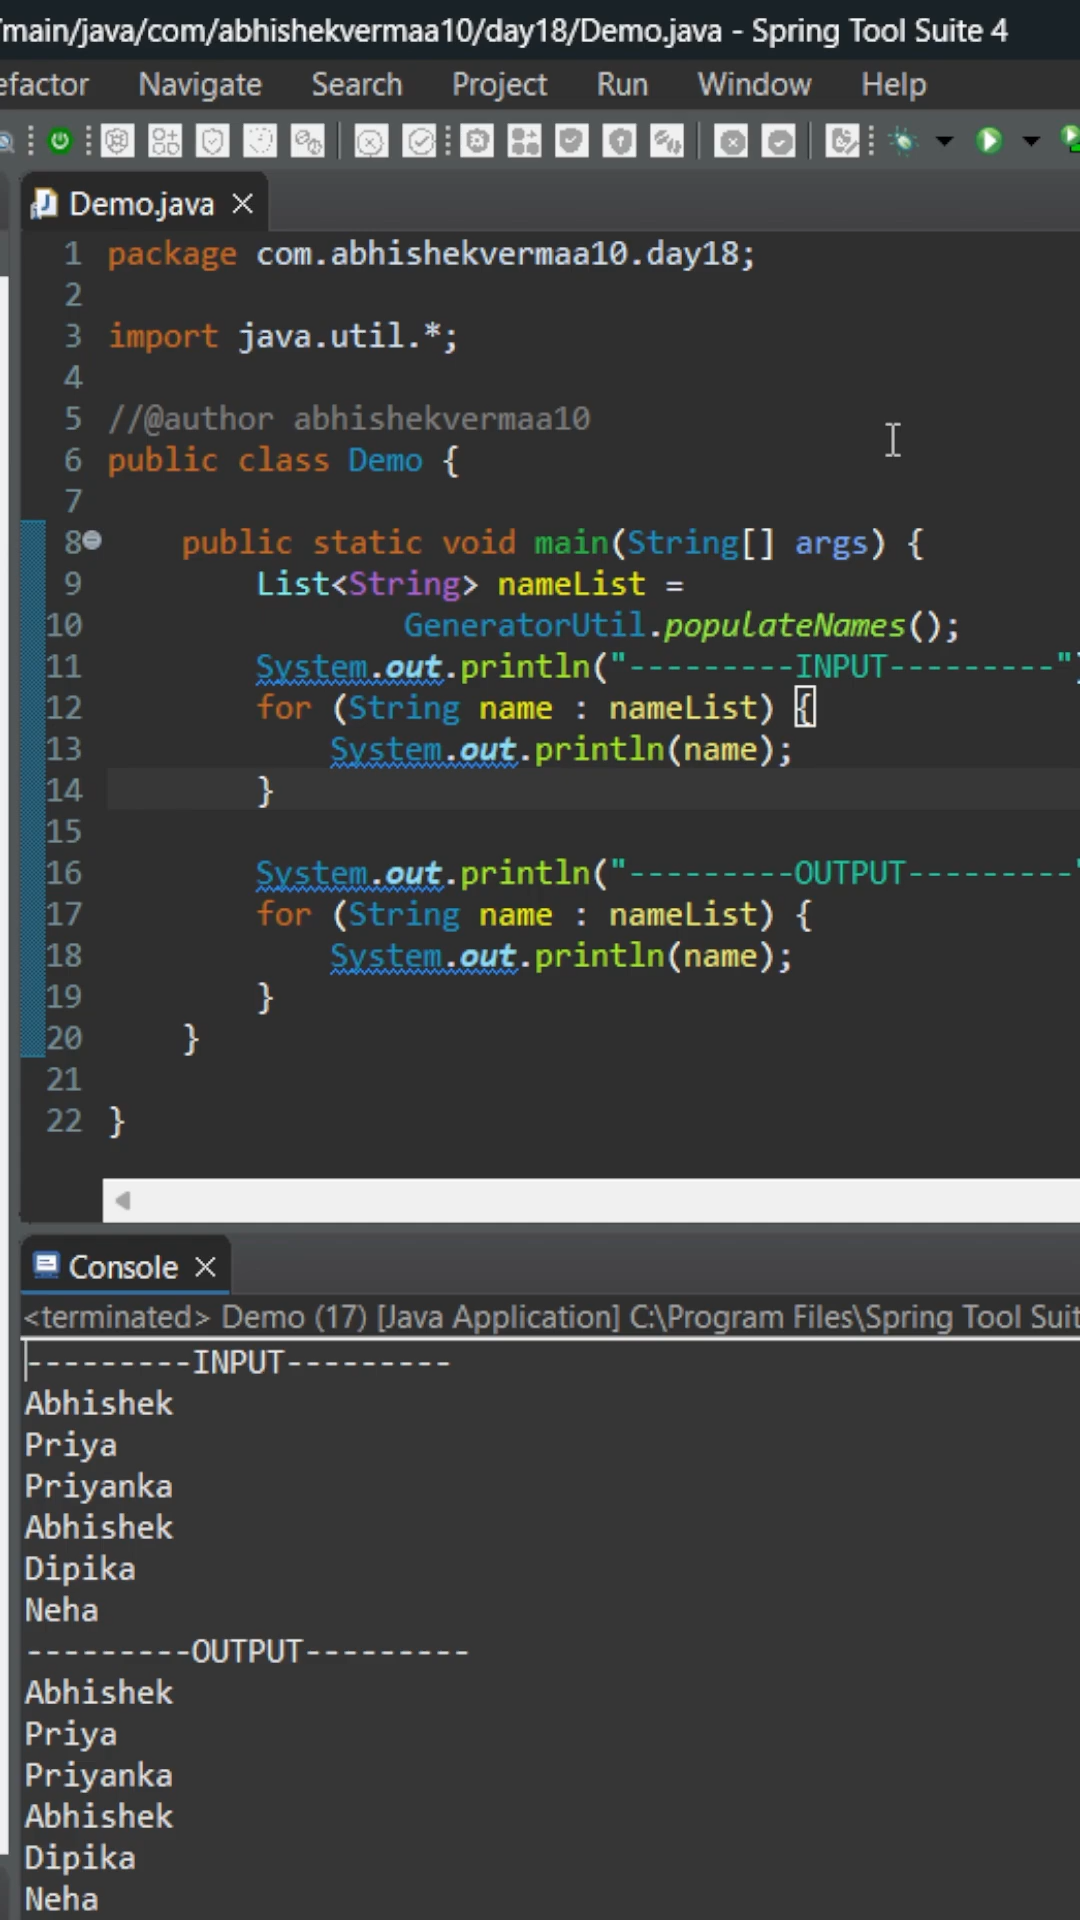 /main/java/com/abhishekvermaa10/day18/Demo.java - Spring Tool Suite 4
efactor Navigate Search Project Run Window Help
Demo.java
1 package com.abhishekvermaa10.day18;
2
3 import java.util.*;
4
5 //@author abhishekvermaa10
6 public class Demo {
7
8 public static void main(String[] args) {
9 List<String> nameList =
10 GeneratorUtil.populateNames();
11 System.out.println("---------INPUT---------")
12 for (String name : nameList) {
13 System.out.println(name);
14 }
15
16 System.out.println("---------OUTPUT---------"
17 for (String name : nameList) {
18 System.out.println(name);
19 }
20 }
21
22 }
Console
<terminated> Demo (17) [Java Application] C:\Program Files\Spring Tool Suit
---------INPUT---------
Abhishek
Priya
Priyanka
Abhishek
Dipika
Neha
---------OUTPUT---------
Abhishek
Priya
Priyanka
Abhishek
Dipika
Neha